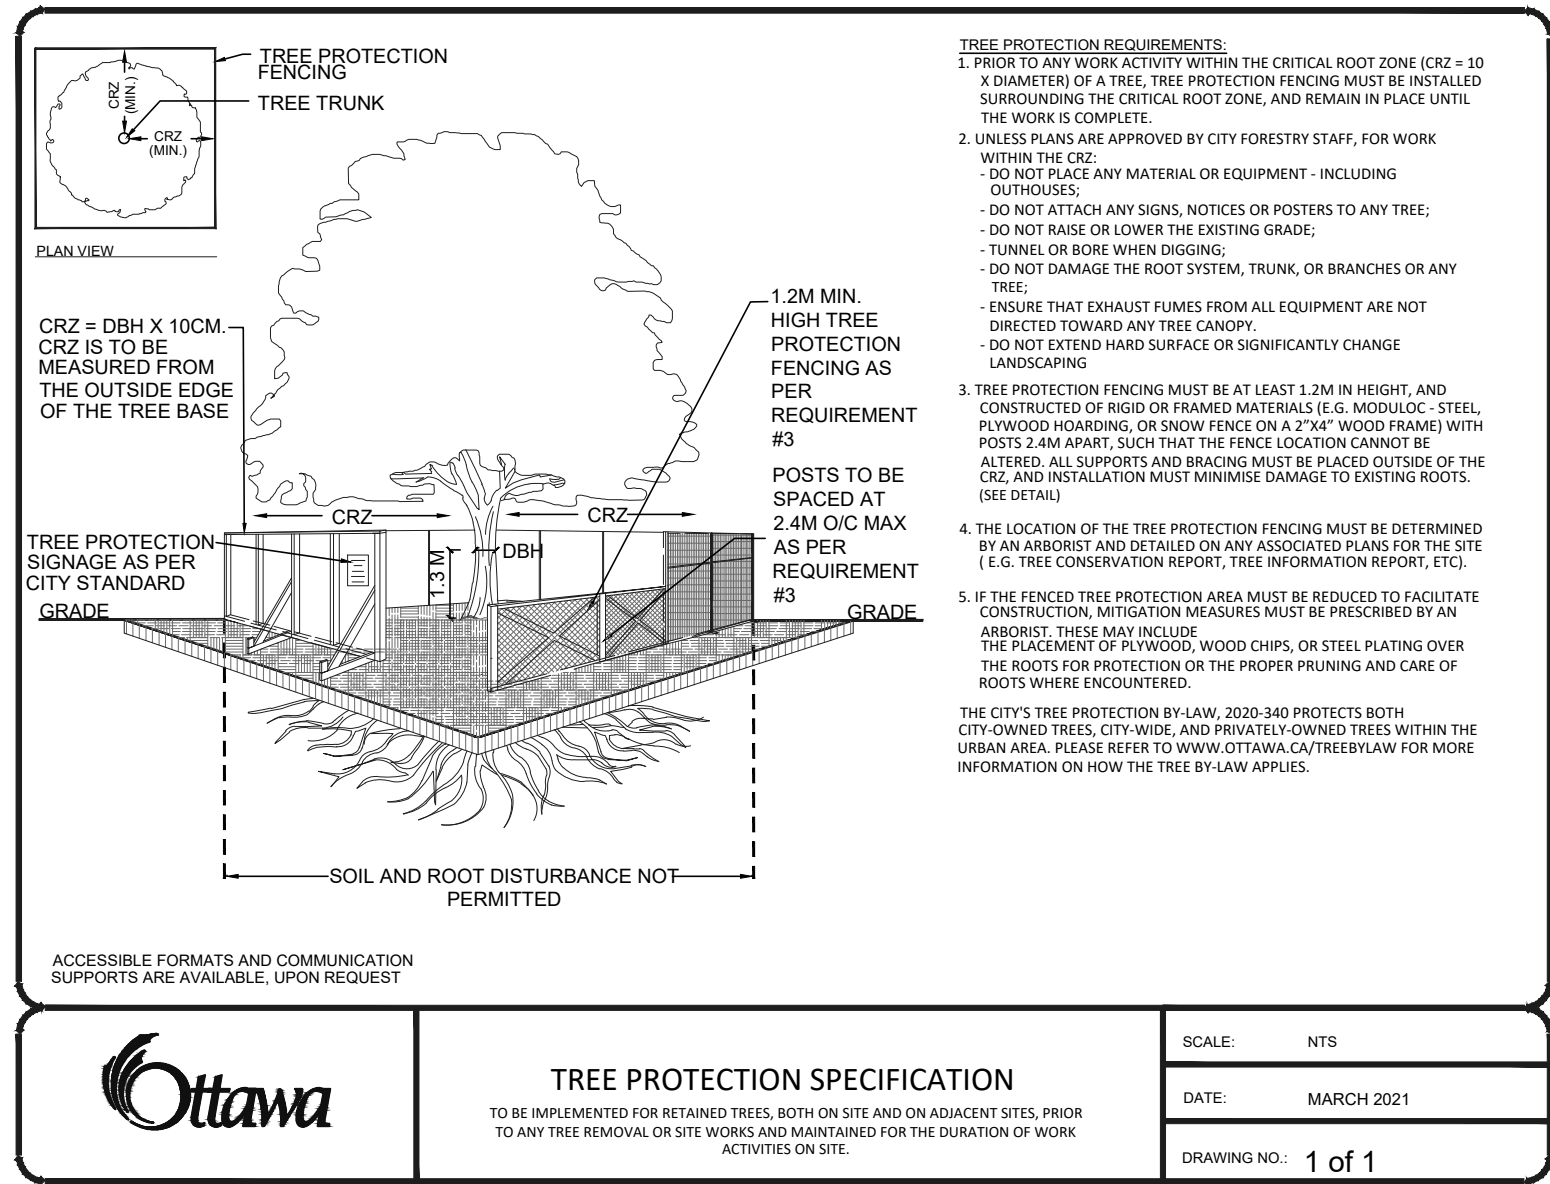 TREE PROTECTION
FENCING
TREE TRUNK
CRZ
(MIN.)
CRZ
(MIN.)
PLAN VIEW
CRZ = DBH X 10CM.
CRZ IS TO BE
MEASURED FROM
THE OUTSIDE EDGE
OF THE TREE BASE
TREE PROTECTION
SIGNAGE AS PER
CITY STANDARD
GRADE
CRZ
CRZ
1.3 M
DBH
1.2M MIN.
HIGH TREE
PROTECTION
FENCING AS
PER
REQUIREMENT
#3
POSTS TO BE
SPACED AT
2.4M O/C MAX
AS PER
REQUIREMENT
#3
GRADE
SOIL AND ROOT DISTURBANCE NOT
PERMITTED
ACCESSIBLE FORMATS AND COMMUNICATION
SUPPORTS ARE AVAILABLE, UPON REQUEST
TREE PROTECTION REQUIREMENTS:
1. PRIOR TO ANY WORK ACTIVITY WITHIN THE CRITICAL ROOT ZONE (CRZ = 10
X DIAMETER) OF A TREE, TREE PROTECTION FENCING MUST BE INSTALLED
SURROUNDING THE CRITICAL ROOT ZONE, AND REMAIN IN PLACE UNTIL
THE WORK IS COMPLETE.
2. UNLESS PLANS ARE APPROVED BY CITY FORESTRY STAFF, FOR WORK
WITHIN THE CRZ:
- DO NOT PLACE ANY MATERIAL OR EQUIPMENT - INCLUDING
OUTHOUSES;
- DO NOT ATTACH ANY SIGNS, NOTICES OR POSTERS TO ANY TREE;
- DO NOT RAISE OR LOWER THE EXISTING GRADE;
- TUNNEL OR BORE WHEN DIGGING;
- DO NOT DAMAGE THE ROOT SYSTEM, TRUNK, OR BRANCHES OR ANY
TREE;
- ENSURE THAT EXHAUST FUMES FROM ALL EQUIPMENT ARE NOT
DIRECTED TOWARD ANY TREE CANOPY.
- DO NOT EXTEND HARD SURFACE OR SIGNIFICANTLY CHANGE
LANDSCAPING
3. TREE PROTECTION FENCING MUST BE AT LEAST 1.2M IN HEIGHT, AND
CONSTRUCTED OF RIGID OR FRAMED MATERIALS (E.G. MODULOC - STEEL,
PLYWOOD HOARDING, OR SNOW FENCE ON A 2”X4” WOOD FRAME) WITH
POSTS 2.4M APART, SUCH THAT THE FENCE LOCATION CANNOT BE
ALTERED. ALL SUPPORTS AND BRACING MUST BE PLACED OUTSIDE OF THE
CRZ, AND INSTALLATION MUST MINIMISE DAMAGE TO EXISTING ROOTS.
(SEE DETAIL)
4. THE LOCATION OF THE TREE PROTECTION FENCING MUST BE DETERMINED
BY AN ARBORIST AND DETAILED ON ANY ASSOCIATED PLANS FOR THE SITE
( E.G. TREE CONSERVATION REPORT, TREE INFORMATION REPORT, ETC).
5. IF THE FENCED TREE PROTECTION AREA MUST BE REDUCED TO FACILITATE
CONSTRUCTION, MITIGATION MEASURES MUST BE PRESCRIBED BY AN
ARBORIST. THESE MAY INCLUDE
THE PLACEMENT OF PLYWOOD, WOOD CHIPS, OR STEEL PLATING OVER
THE ROOTS FOR PROTECTION OR THE PROPER PRUNING AND CARE OF
ROOTS WHERE ENCOUNTERED.
THE CITY'S TREE PROTECTION BY-LAW, 2020-340 PROTECTS BOTH
CITY-OWNED TREES, CITY-WIDE, AND PRIVATELY-OWNED TREES WITHIN THE
URBAN AREA. PLEASE REFER TO WWW.OTTAWA.CA/TREEBYLAW FOR MORE
INFORMATION ON HOW THE TREE BY-LAW APPLIES.
Ottawa
TREE PROTECTION SPECIFICATION
TO BE IMPLEMENTED FOR RETAINED TREES, BOTH ON SITE AND ON ADJACENT SITES, PRIOR
TO ANY TREE REMOVAL OR SITE WORKS AND MAINTAINED FOR THE DURATION OF WORK
ACTIVITIES ON SITE.
SCALE: NTS
DATE: MARCH 2021
DRAWING NO.: 1 of 1